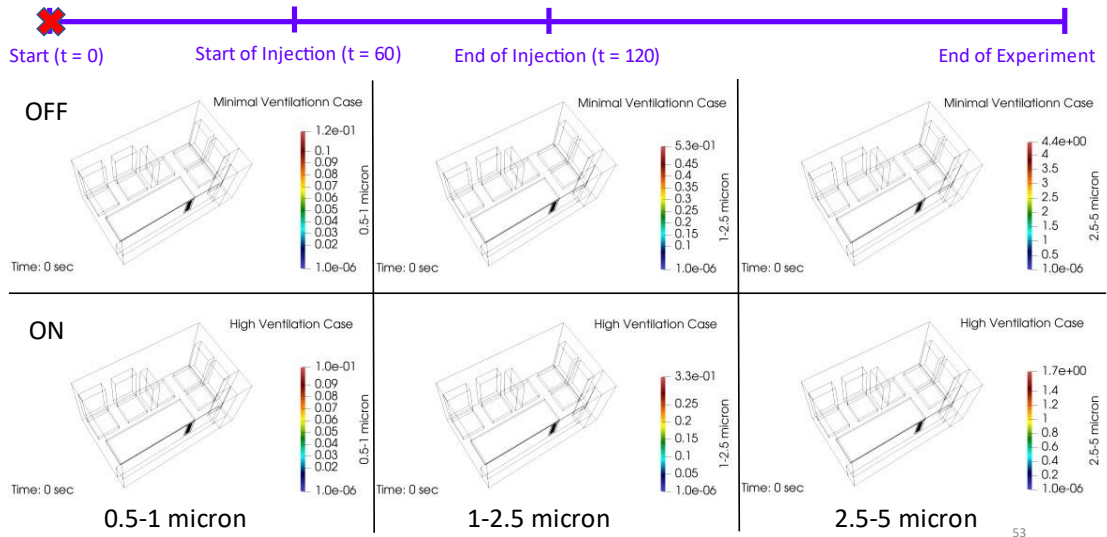 Start (t = 0)
Start of Injection (t = 60)
End of Injection (t = 120)
End of Experiment
OFF
Minimal Ventilationn Case
1.2e-01
0.1
0.09
0.08
0.07
0.06
0.05
0.04
0.03
0.02
1.0e-06
0.5-1 micron
Time: 0 sec
Minimal Ventilationn Case
5.3e-01
0.45
0.4
0.35
0.3
0.25
0.2
0.15
0.1
1.0e-06
1-2.5 micron
Time: 0 sec
Minimal Ventilationn Case
4.4e+00
4
3.5
3
2.5
2
1.5
1
0.5
1.0e-06
2.5-5 micron
Time: 0 sec
ON
High Ventilation Case
1.0e-01
0.09
0.08
0.07
0.06
0.05
0.04
0.03
0.02
1.0e-06
0.5-1 micron
Time: 0 sec
High Ventilation Case
3.3e-01
0.25
0.2
0.15
0.1
0.05
1.0e-06
1-2.5 micron
Time: 0 sec
High Ventilation Case
1.7e+00
1.4
1.2
1
0.8
0.6
0.4
0.2
1.0e-06
2.5-5 micron
Time: 0 sec
0.5-1 micron
1-2.5 micron
2.5-5 micron
53